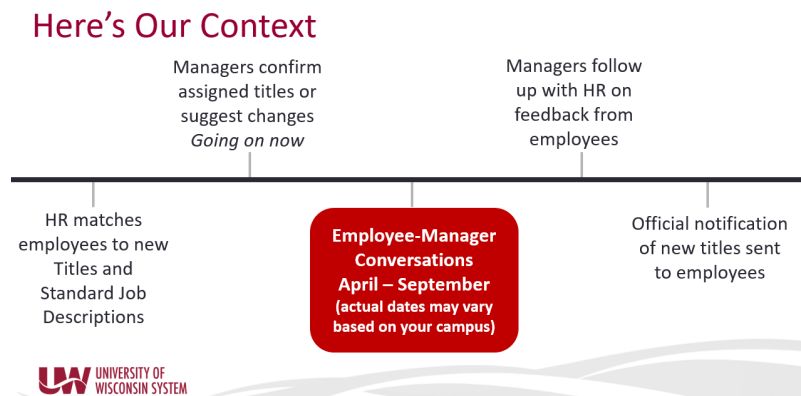 Here's Our Context
Managers confirm
assigned titles or
suggest changes
Going on now
Managers follow
up with HR on
feedback from
employees
HR matches
employees to new
Titles and
Standard Job
Descriptions
Employee-Manager
Conversations
April – September
(actual dates may vary
based on your campus)
Official notification
of new titles sent
to employees
UW UNIVERSITY OF
WISCONSIN SYSTEM